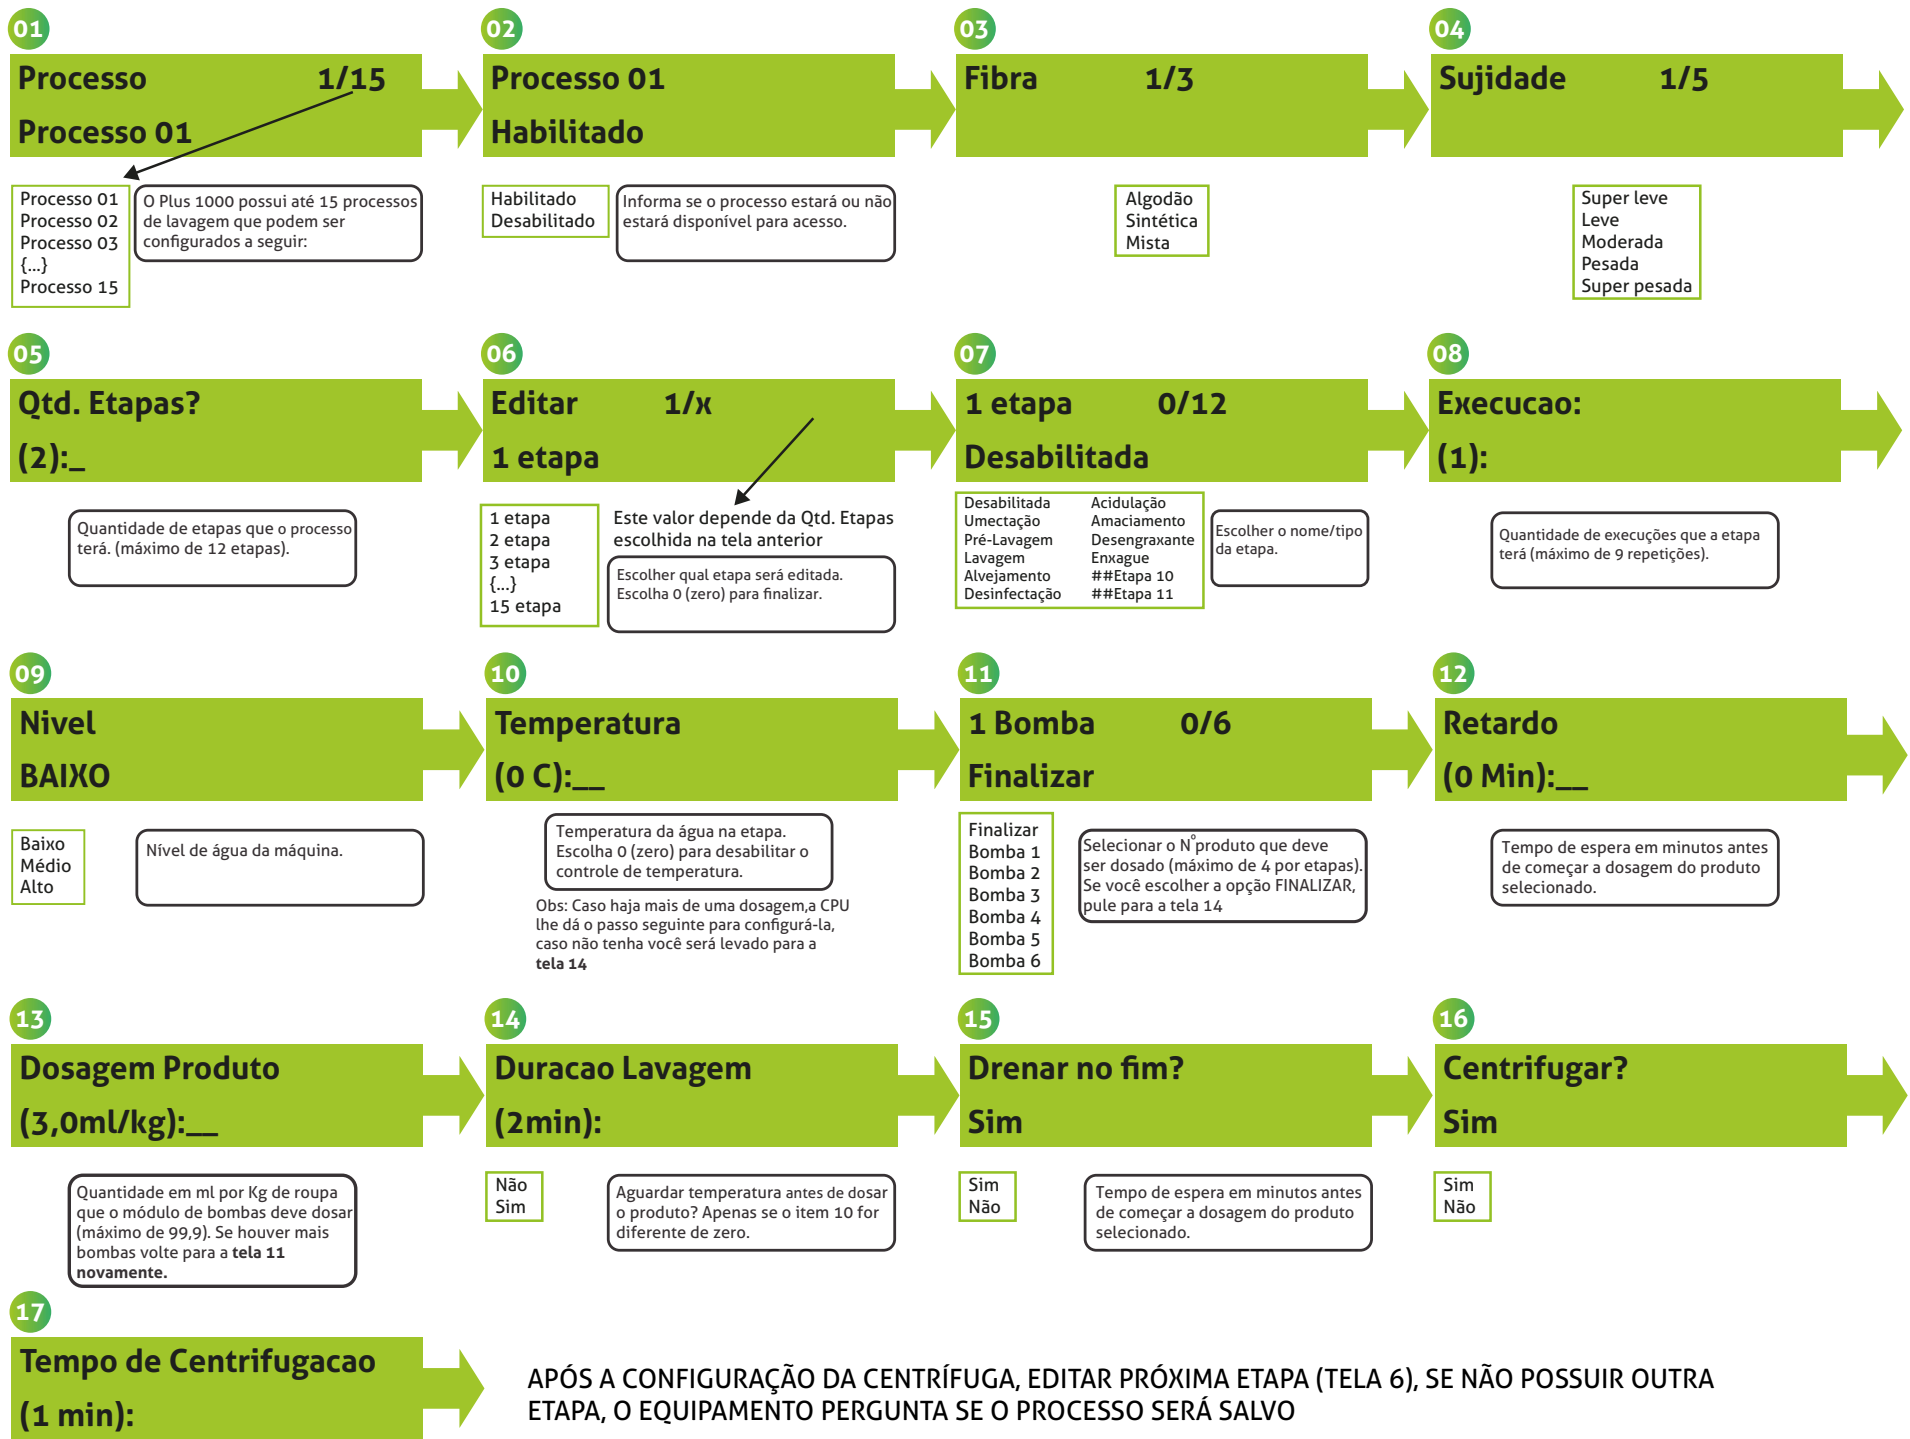 01
Processo 1/15
Processo 01
Processo 01
Processo 02
Processo 03
{...}
Processo 15
O Plus 1000 possui até 15 processos
de lavagem que podem ser
configurados a seguir:
02
Processo 01
Habilitado
Habilitado
Desabilitado
Informa se o processo estará ou não
estará disponível para acesso.
03
Fibra 1/3
Algodão
Sintética
Mista
04
Sujidade 1/5
Super leve
Leve
Moderada
Pesada
Super pesada
05
Qtd. Etapas?
(2):_
Quantidade de etapas que o processo
terá. (máximo de 12 etapas).
06
Editar 1/x
1 etapa
1 etapa
2 etapa
3 etapa
{...}
15 etapa
Este valor depende da Qtd. Etapas
escolhida na tela anterior
Escolher qual etapa será editada.
Escolha 0 (zero) para finalizar.
07
1 etapa 0/12
Desabilitada
Desabilitada Acidulação
Umectação Amaciamento
Pré-Lavagem Desengraxante
Lavagem Enxague
Alvejamento ##Etapa 10
Desinfectação ##Etapa 11
Escolher o nome/tipo
da etapa.
08
Execucao:
(1):
Quantidade de execuções que a etapa
terá (máximo de 9 repetições).
09
Nivel
BAIXO
Baixo
Médio
Alto
Nível de água da máquina.
10
Temperatura
(0 C):__
Temperatura da água na etapa.
Escolha 0 (zero) para desabilitar o
controle de temperatura.
Obs: Caso haja mais de uma dosagem,a CPU
lhe dá o passo seguinte para configurá-la,
caso não tenha você será levado para a
tela 14
11
1 Bomba 0/6
Finalizar
Finalizar
Bomba 1
Bomba 2
Bomba 3
Bomba 4
Bomba 5
Bomba 6
Selecionar o N°produto que deve
ser dosado (máximo de 4 por etapas).
Se você escolher a opção FINALIZAR,
pule para a tela 14
12
Retardo
(0 Min):__
Tempo de espera em minutos antes
de começar a dosagem do produto
selecionado.
13
Dosagem Produto
(3,0ml/kg):__
Quantidade em ml por Kg de roupa
que o módulo de bombas deve dosar
(máximo de 99,9). Se houver mais
bombas volte para a tela 11
novamente.
14
Duracao Lavagem
(2min):
Não
Sim
Aguardar temperatura antes de dosar
o produto? Apenas se o item 10 for
diferente de zero.
15
Drenar no fim?
Sim
Sim
Não
Tempo de espera em minutos antes
de começar a dosagem do produto
selecionado.
16
Centrifugar?
Sim
Sim
Não
17
Tempo de Centrifugacao
(1 min):
APÓS A CONFIGURAÇÃO DA CENTRÍFUGA, EDITAR PRÓXIMA ETAPA (TELA 6), SE NÃO POSSUIR OUTRA
ETAPA, O EQUIPAMENTO PERGUNTA SE O PROCESSO SERÁ SALVO